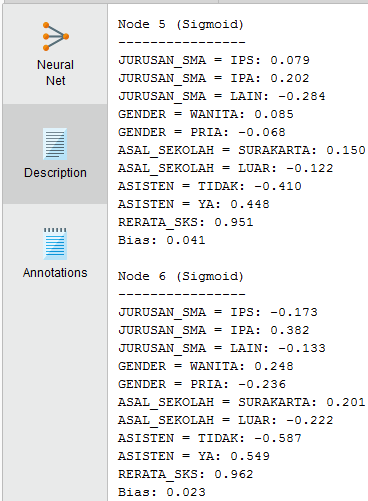 Neural
Net
Description
Annotations
Node 5 (Sigmoid)
----------------
JURUSAN_SMA = IPS: 0.079
JURUSAN_SMA = IPA: 0.202
JURUSAN_SMA = LAIN: -0.284
GENDER = WANITA: 0.085
GENDER = PRIA: -0.068
ASAL_SEKOLAH = SURAKARTA: 0.150
ASAL_SEKOLAH = LUAR: -0.122
ASISTEN = TIDAK: -0.410
ASISTEN = YA: 0.448
RERATA_SKS: 0.951
Bias: 0.041
Node 6 (Sigmoid)
----------------
JURUSAN_SMA = IPS: -0.173
JURUSAN_SMA = IPA: 0.382
JURUSAN_SMA = LAIN: -0.133
GENDER = WANITA: 0.248
GENDER = PRIA: -0.236
ASAL_SEKOLAH = SURAKARTA: 0.201
ASAL_SEKOLAH = LUAR: -0.222
ASISTEN = TIDAK: -0.587
ASISTEN = YA: 0.549
RERATA_SKS: 0.962
Bias: 0.023